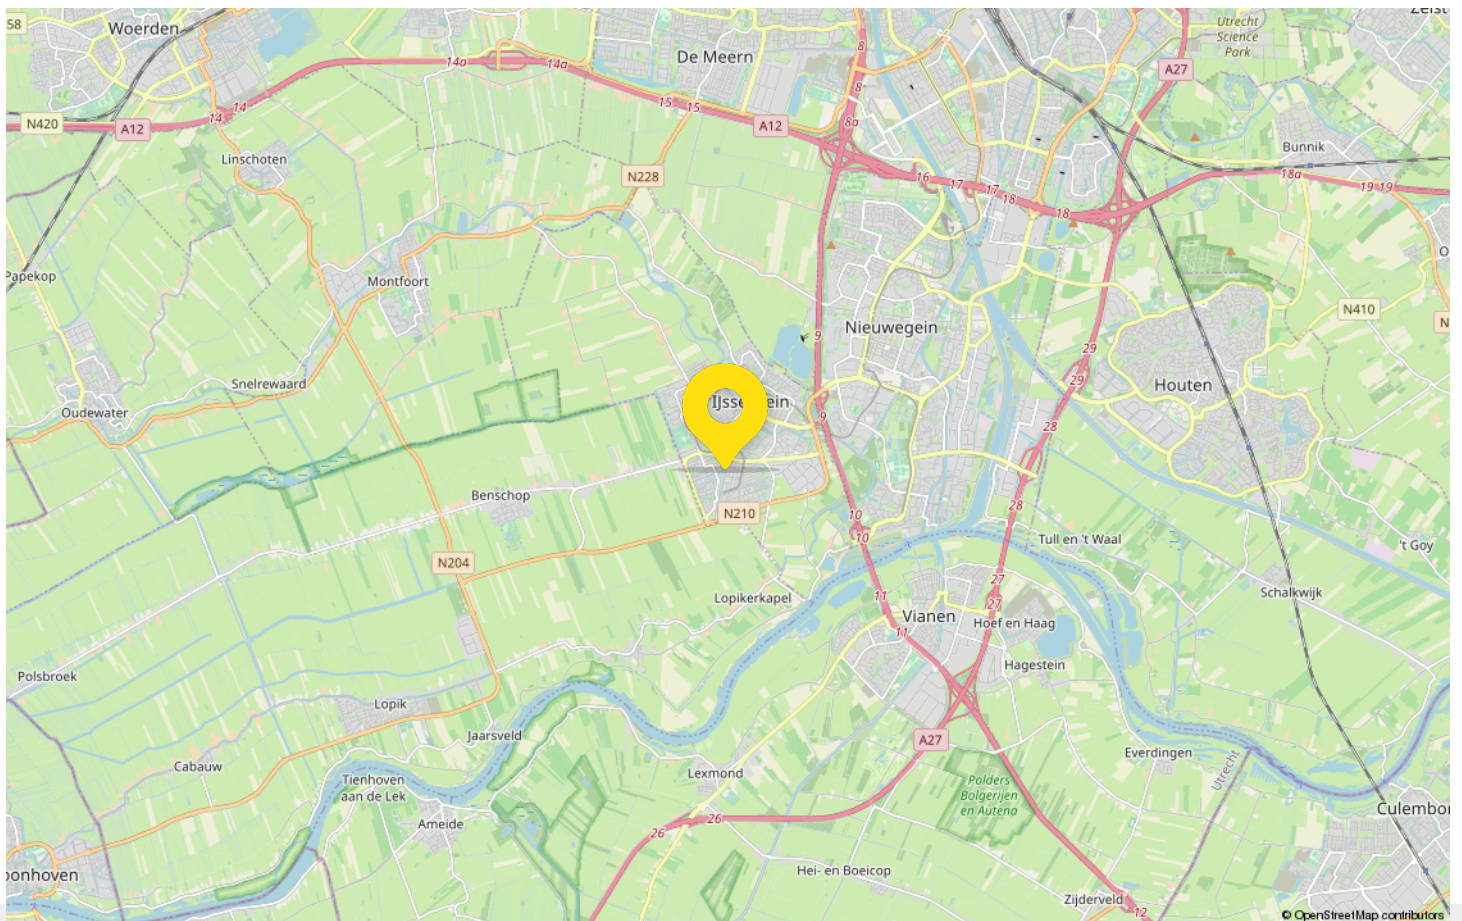 58
Woerden
Zeist
Utrecht
Science
Park
De Meern
8
14a
14a
A27
8
14
14
15
15
N420
A12
A12
8a
Linschoten
Bunnik
N228
16
17
17
18
18
18a
19
19
Papekop
Montfoort
N410
N
Nieuwegein
9
29
29
Snelrewaard
Houten
Oudewater
9
28
Benschop
28
N210
10
10
Tull en 't Waal
't Goy
N204
27
27
Lopikerkapel
11
11
Vianen
Hoef en Haag
Schalkwijk
Hagestein
Polsbroek
Lopik
Jaarsveld
A27
Everdingen
Utrecht
Cabauw
Tienhoven
aan de Lek
Lexmond
Polders
Bolgerijen
en Autena
Culembor
Ameide
26
26
Hei- en Boeicop
oonhoven
Zijderveld
12
© OpenStreetMap contributors